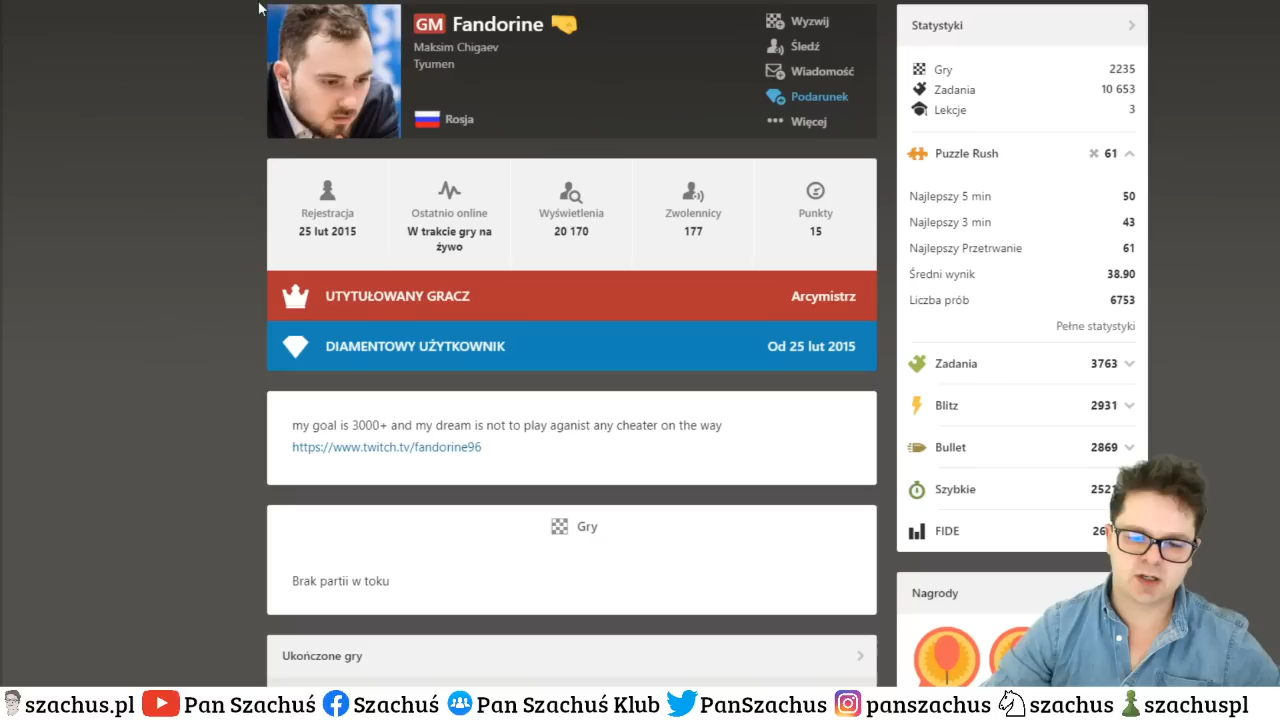 GM Fandorine
Maksim Chigaev
Tyumen
Rosja
Wyzwij
Śledź
Wiadomość
Podarunek
Więcej
Rejestracja
25 lut 2015
Ostatnio online
W trakcie gry na
żywo
Wyświetlenia
20 170
Zwolennicy
177
Punkty
15
UTYTUŁOWANY GRACZ Arcymistrz
DIAMENTOWY UŻYTKOWNIK Od 25 lut 2015
my goal is 3000+ and my dream is not to play aganist any cheater on the way
https://www.twitch.tv/fandorine96
Gry
Brak partii w toku
Ukończone gry
Statystyki
Gry 2235
Zadania 10 653
Lekcje 3
Puzzle Rush 61
Najlepszy 5 min 50
Najlepszy 3 min 43
Najlepszy Przetrwanie 61
Średni wynik 38.90
Liczba prób 6753
Pełne statystyki
Zadania 3763
Blitz 2931
Bullet 2869
Szybkie 2521
FIDE
Nagrody
szachus.pl Pan Szachuś Szachuś Pan Szachuś Klub PanSzachus panszachus szachus szachuspl